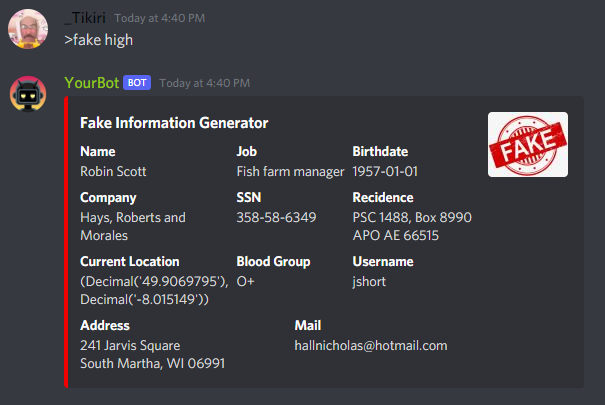 _Tikiri Today at 4:40 PM
>fake high
YourBot BOT Today at 4:40 PM
Fake Information Generator
FAKE
Name Job Birthdate
Robin Scott Fish farm manager 1957-01-01
Company SSN Recidence
Hays, Roberts and 358-58-6349 PSC 1488, Box 8990
Morales APO AE 66515
Current Location Blood Group Username
(Decimal('49.9069795'), O+ jshort
Decimal('-8.015149'))
Address Mail
241 Jarvis Square hallnicholas@hotmail.com
South Martha, WI 06991